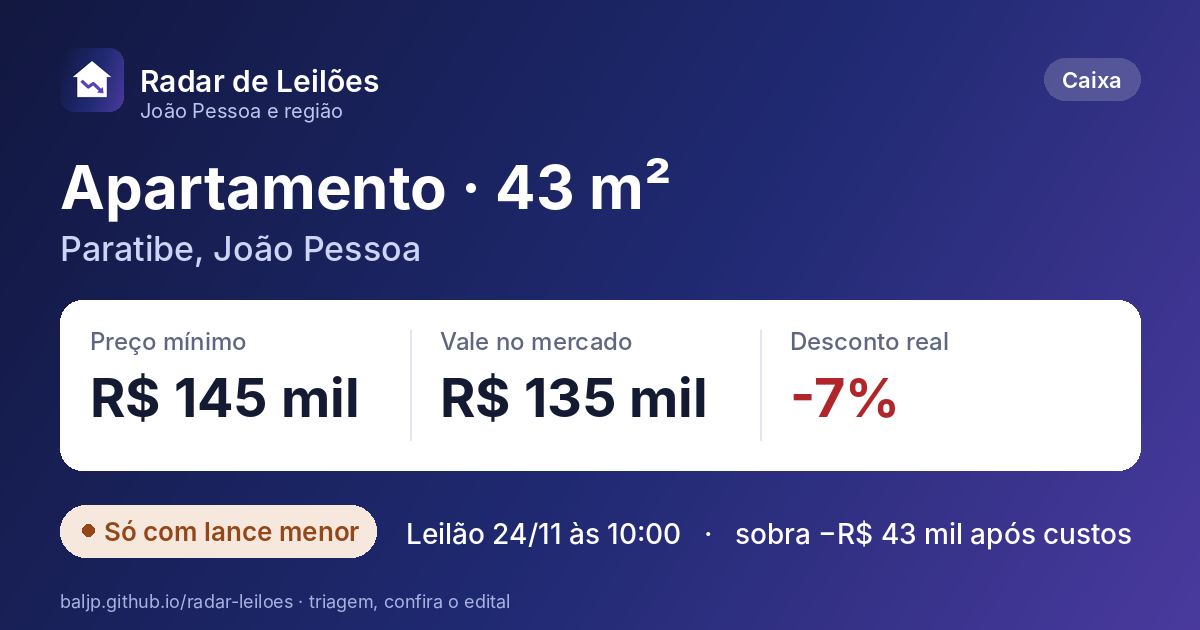 Radar de Leilões
João Pessoa e região
Caixa
Apartamento · 43 m²
Paratibe, João Pessoa
Preço mínimo
R$ 145 mil
Vale no mercado
R$ 135 mil
Desconto real
-7%
Só com lance menor
Leilão 24/11 às 10:00 · sobra −R$ 43 mil após custos
baljp.github.io/radar-leiloes · triagem, confira o edital